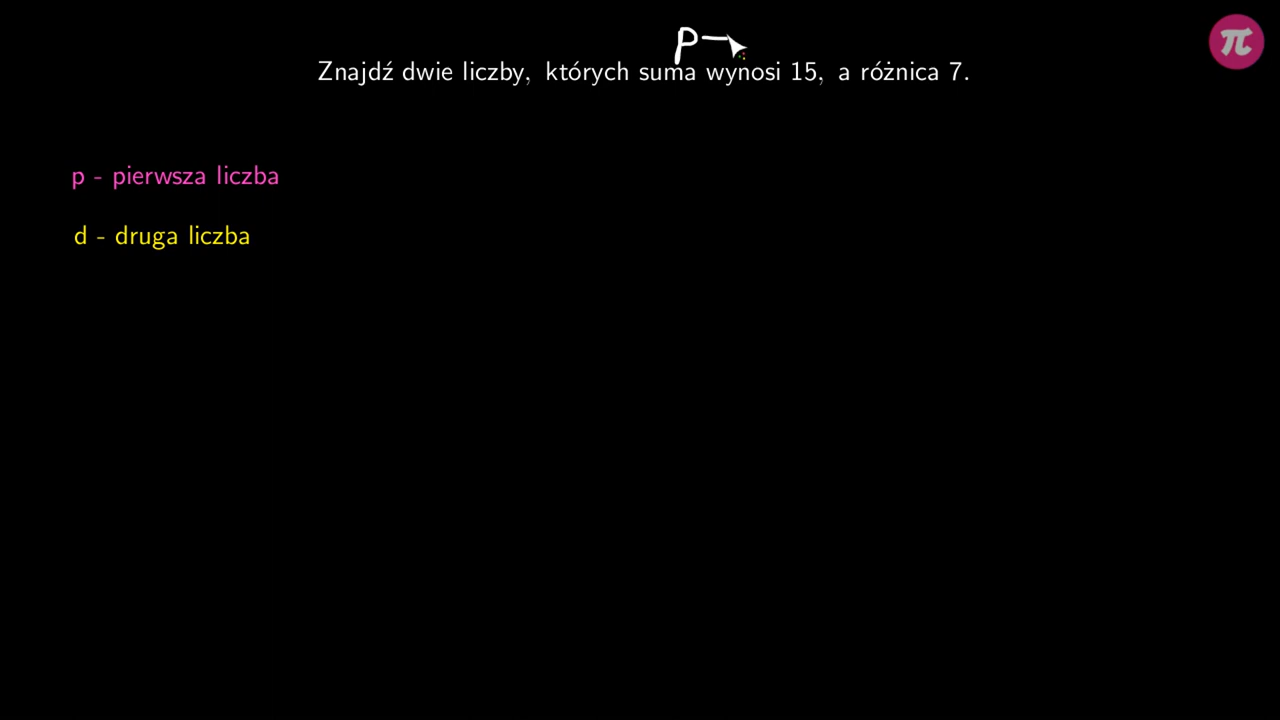 p –
Znajdź dwie liczby, których suma wynosi 15, a różnica 7.
p - pierwsza liczba
d - druga liczba
π